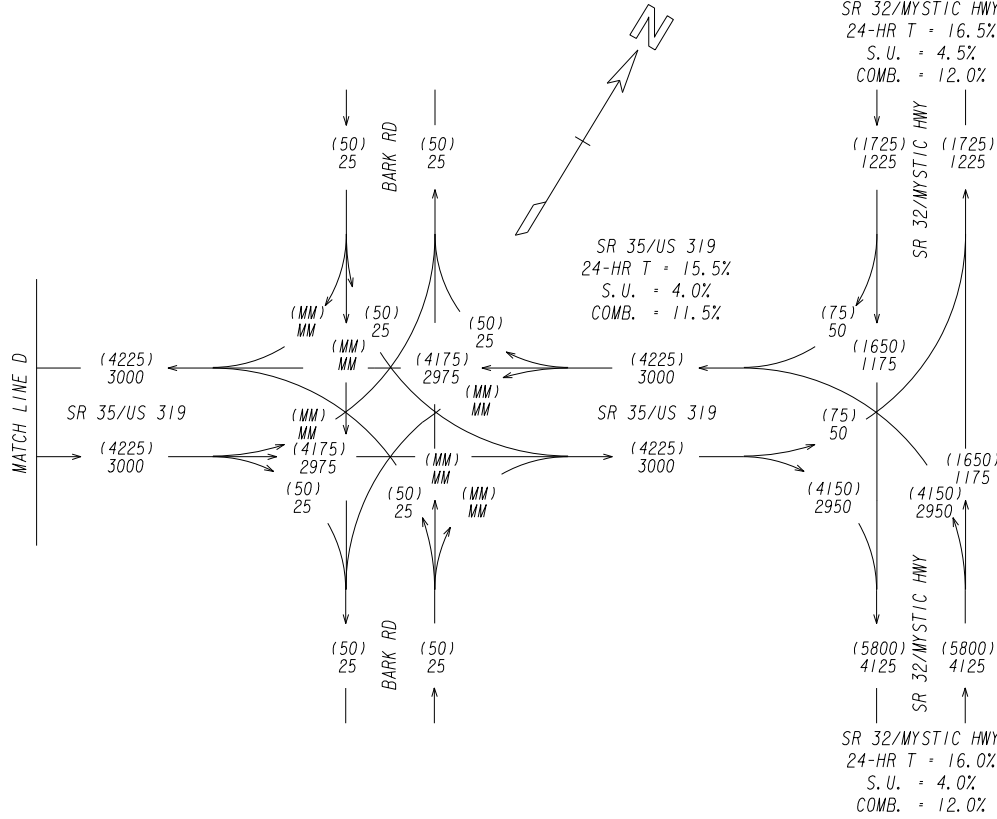 SR 32/MYSTIC HWY
24-HR T = 16.5%
S.U. = 4.5%
COMB. = 12.0%
N
BARK RD
(50)
25
(50)
25
SR 32/MYSTIC HWY
(1725)
1225
(1725)
1225
SR 35/US 319
24-HR T = 15.5%
S.U. = 4.0%
COMB. = 11.5%
MATCH LINE D
(4225)
3000
SR 35/US 319
(4225)
3000
(MM)
MM
(MM)
MM
(50)
25
(50)
25
(4175)
2975
(MM)
MM
(MM)
MM
(4175)
2975
(50)
25
(50)
25
(MM)
MM
(MM)
MM
(4225)
3000
SR 35/US 319
(4225)
3000
(75)
50
(1650)
1175
(75)
50
(4150)
2950
(4150)
2950
(1650)
1175
BARK RD
(50)
25
(50)
25
SR 32/MYSTIC HWY
(5800)
4125
(5800)
4125
SR 32/MYSTIC HWY
24-HR T = 16.0%
S.U. = 4.0%
COMB. = 12.0%